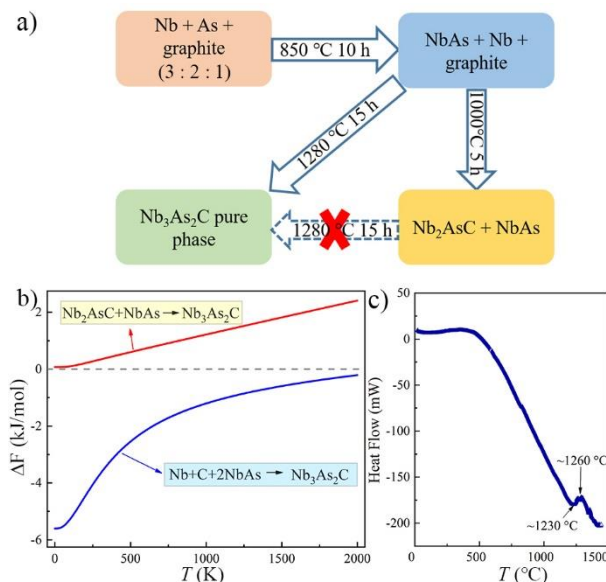 a)
Nb + As +
graphite
(3 : 2 : 1)
850 °C 10 h
NbAs + Nb +
graphite
1280 °C 15 h
1000°C 5 h
Nb₃As₂C pure
phase
1280 °C 15 h
Nb₂AsC + NbAs
b)
Nb₂AsC+NbAs → Nb₃As₂C
Nb+C+2NbAs → Nb₃As₂C
ΔF (kJ/mol)
2
0
-2
-4
-6
0 500 1000 1500 2000
T (K)
c)
Heat Flow (mW)
50
0
-50
-100
-150
-200
~1260 °C
~1230 °C
0 500 1000 1500
T (°C)